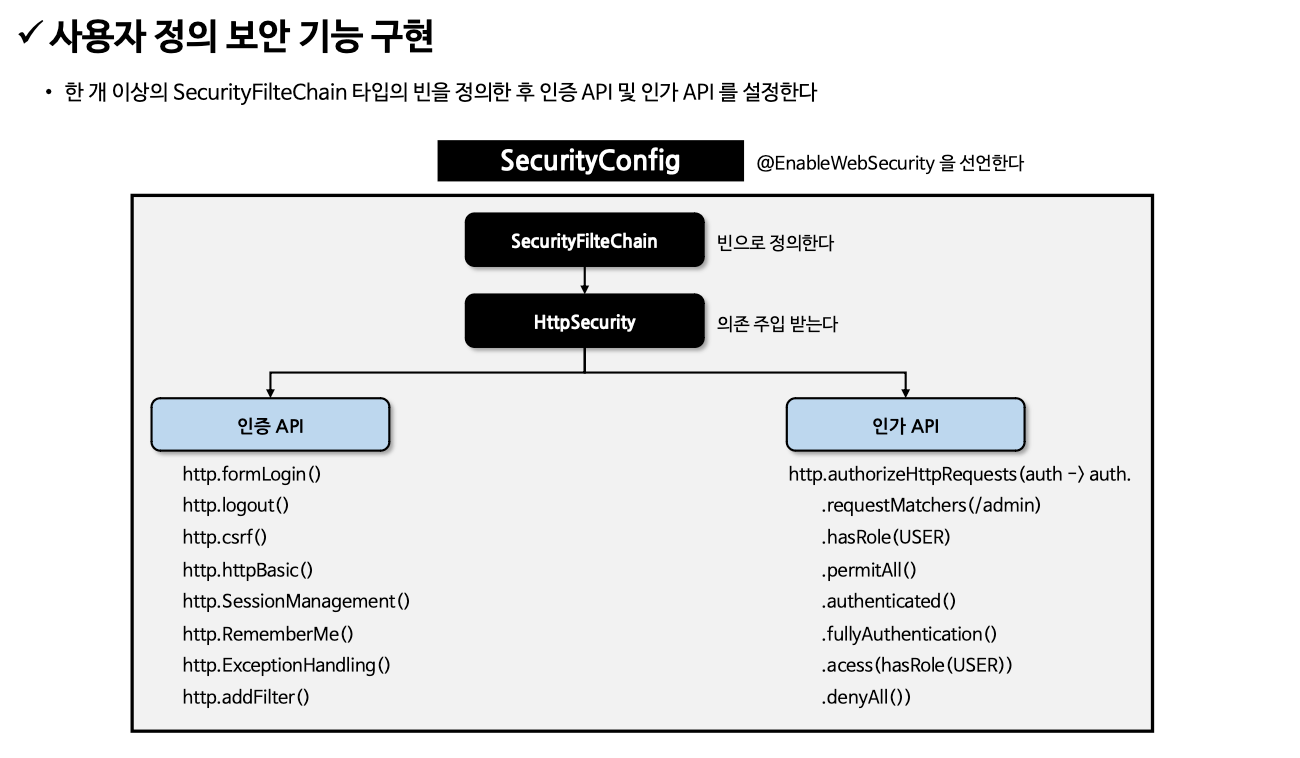 ✓ 사용자 정의 보안 기능 구현
• 한 개 이상의 SecurityFilteChain 타입의 빈을 정의한 후 인증 API 및 인가 API 를 설정한다
SecurityConfig
@EnableWebSecurity 을 선언한다
SecurityFilteChain
빈으로 정의한다
HttpSecurity
의존 주입 받는다
인증 API
http.formLogin()
http.logout()
http.csrf()
http.httpBasic()
http.SessionManagement()
http.RememberMe()
http.ExceptionHandling()
http.addFilter()
인가 API
http.authorizeHttpRequests(auth -> auth.
.requestMatchers(/admin)
.hasRole(USER)
.permitAll()
.authenticated()
.fullyAuthentication()
.acess(hasRole(USER))
.denyAll())